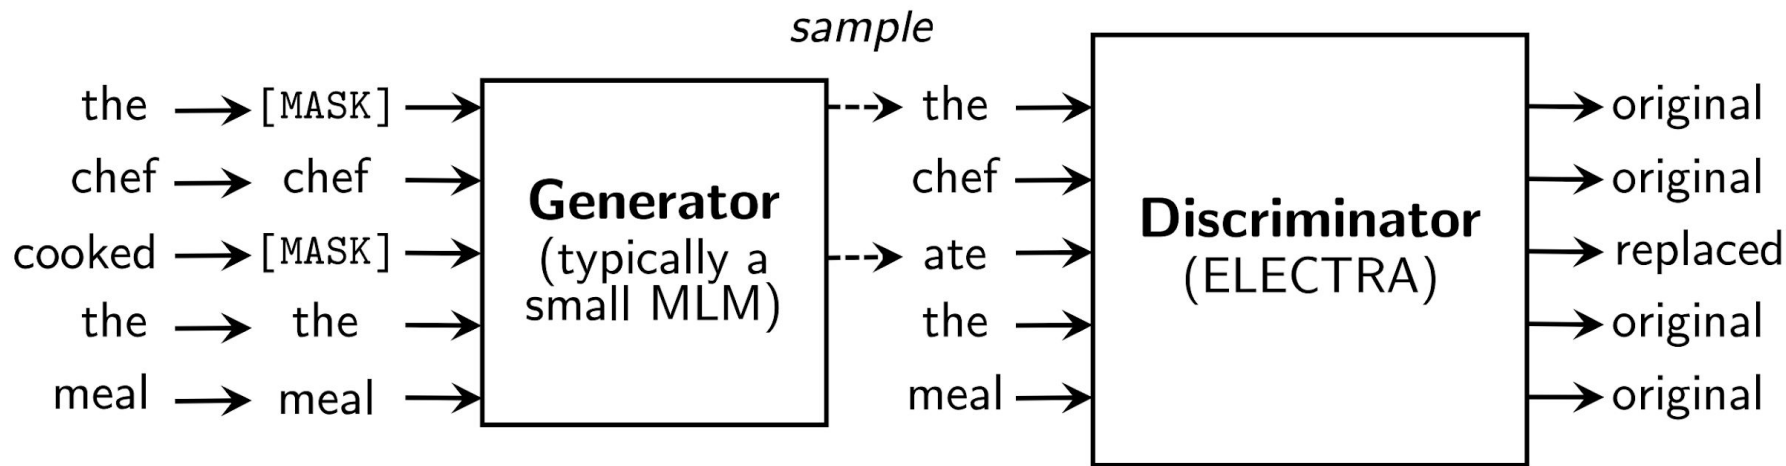 sample
the [MASK] the original
chef chef chef original
Generator
Discriminator
cooked [MASK] (typically a ate (ELECTRA) replaced
small MLM)
the the the original
meal meal meal original